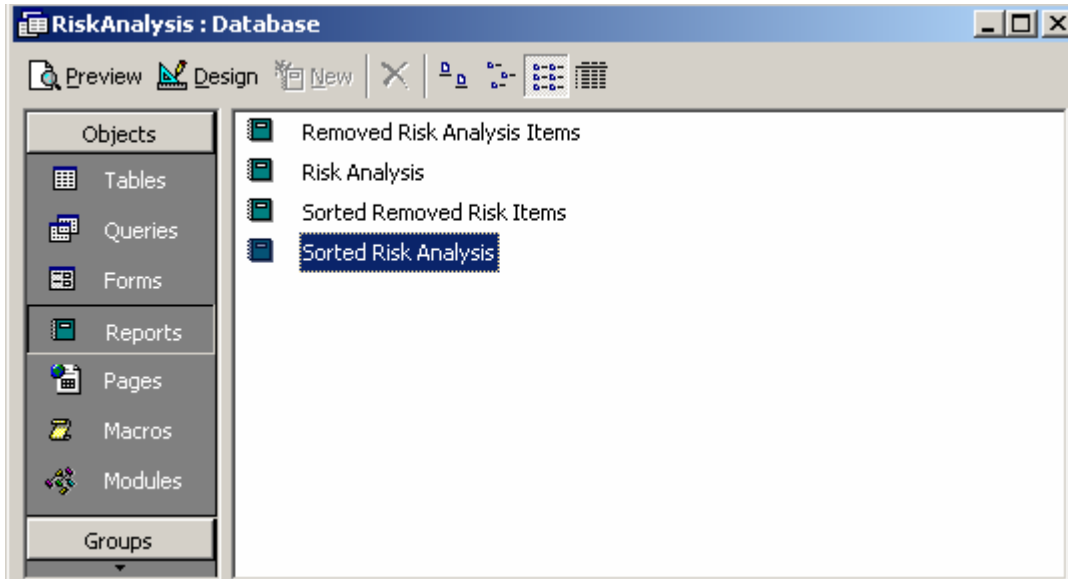 RiskAnalysis : Database
Preview Design New
Objects
Tables
Queries
Forms
Reports
Pages
Macros
Modules
Groups
Removed Risk Analysis Items
Risk Analysis
Sorted Removed Risk Items
Sorted Risk Analysis